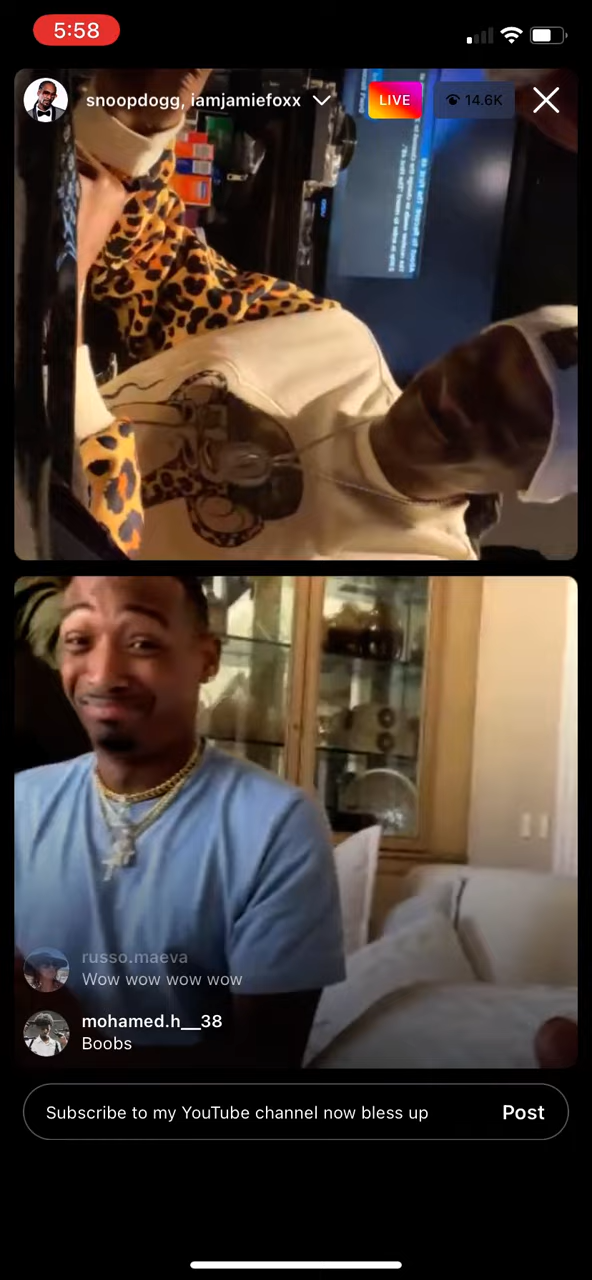 5:58
snoopdogg, iamjamiefoxx
LIVE
14.6K
russo.maeva
Wow wow wow wow
mohamed.h__38
Boobs
Subscribe to my YouTube channel now bless up
Post